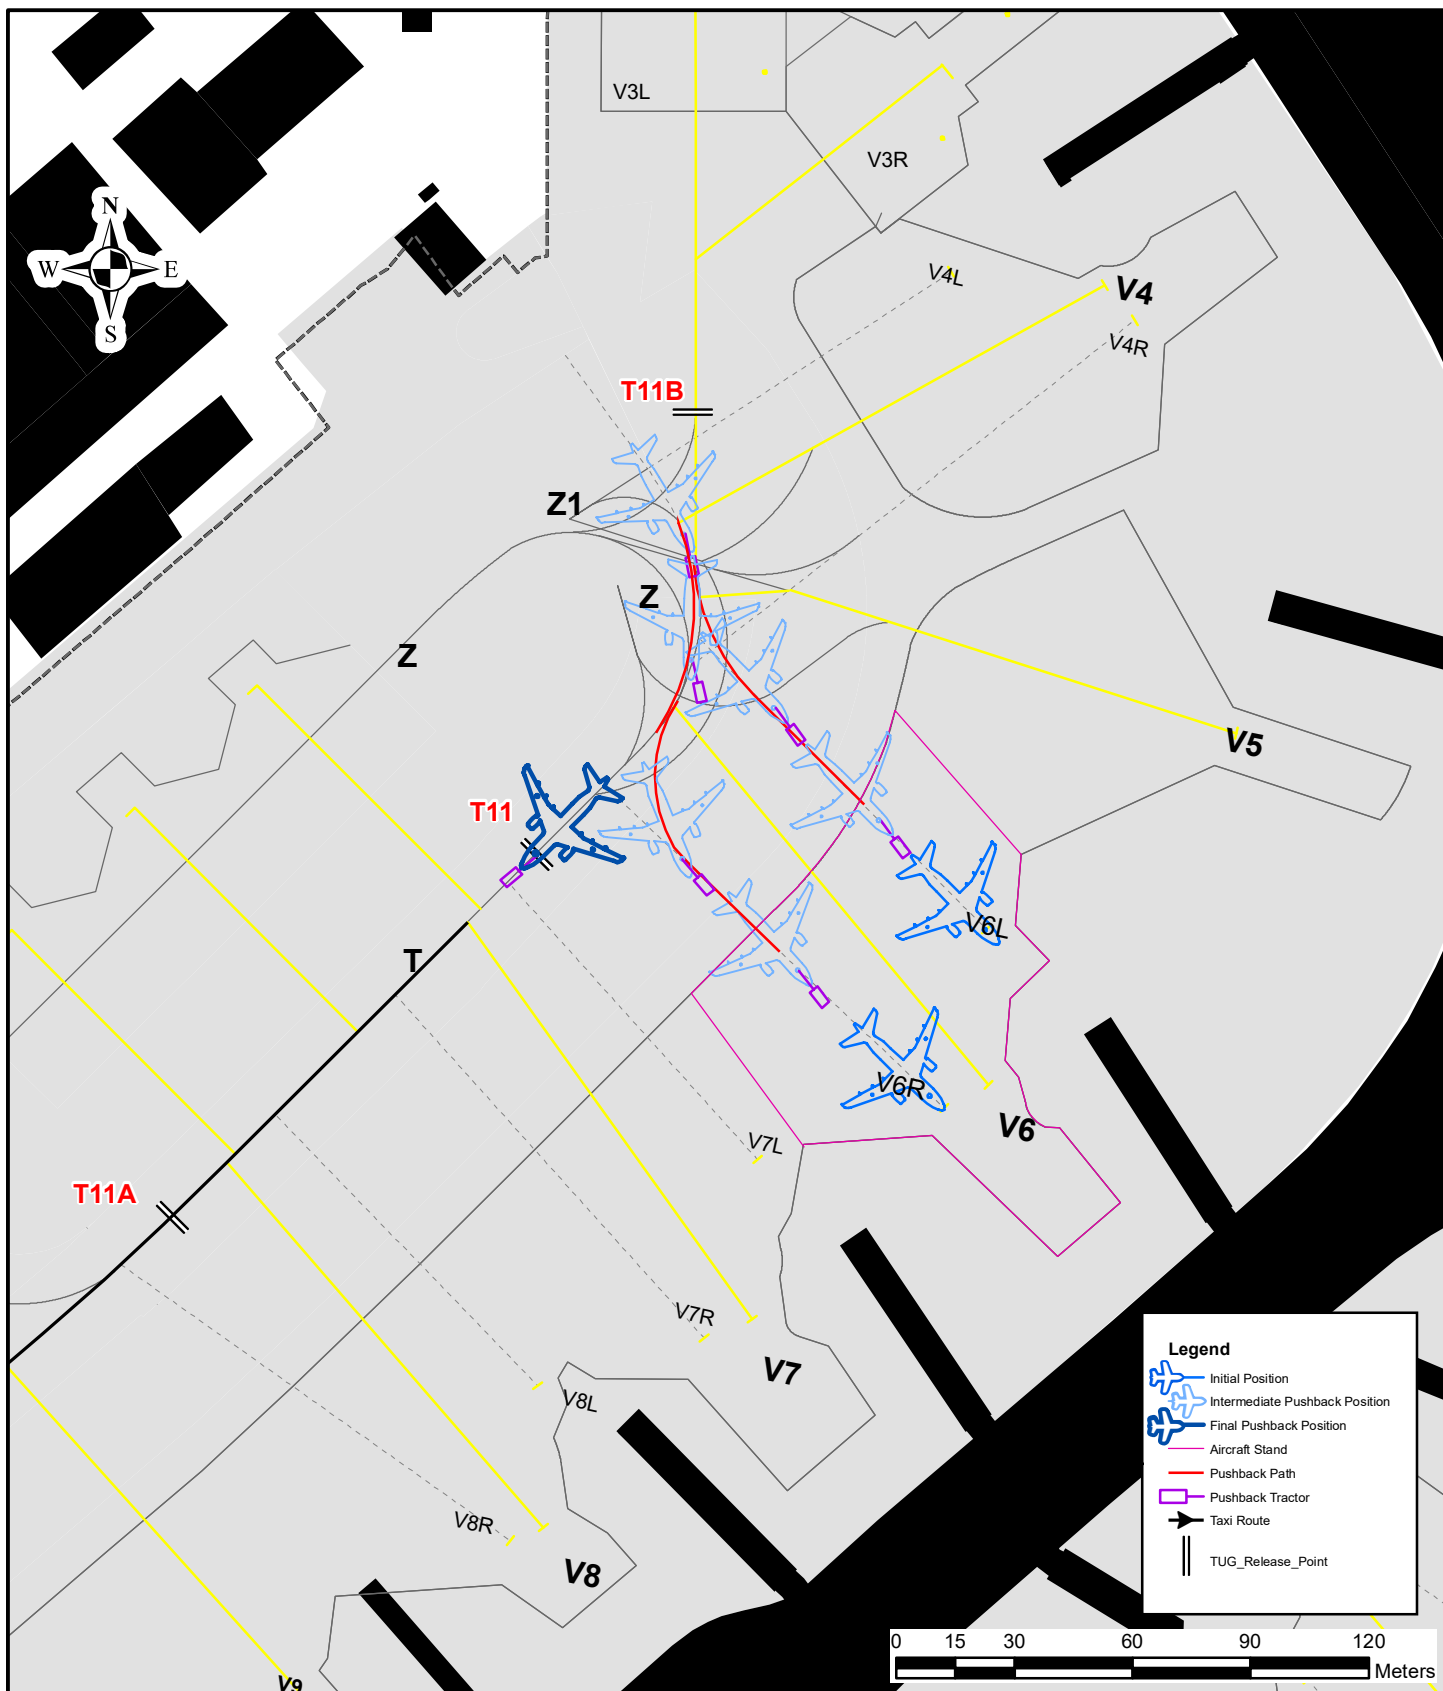 V3L
V3R
N
W E
S
V4L
V4
V4R
T11B
Z1
Z
Z
V5
T11
V6L
T
V6R
V6
V7L
T11A
V7R
V7
V8L
V8R
V8
V9
Legend
Initial Position
Intermediate Pushback Position
Final Pushback Position
Aircraft Stand
Pushback Path
Pushback Tractor
Taxi Route
TUG_Release_Point
0 15 30 60 90 120
Meters